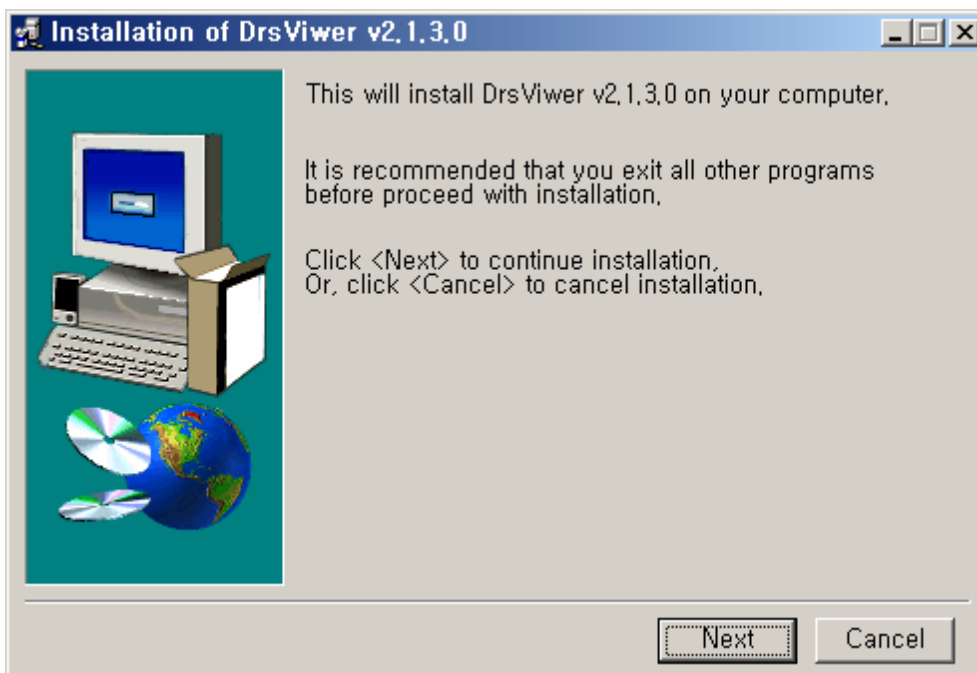 Installation of DrsViwer v2.1.3.0
This will install DrsViwer v2.1.3.0 on your computer.
It is recommended that you exit all other programs
before proceed with installation.
Click <Next> to continue installation.
Or, click <Cancel> to cancel installation.
Next
Cancel